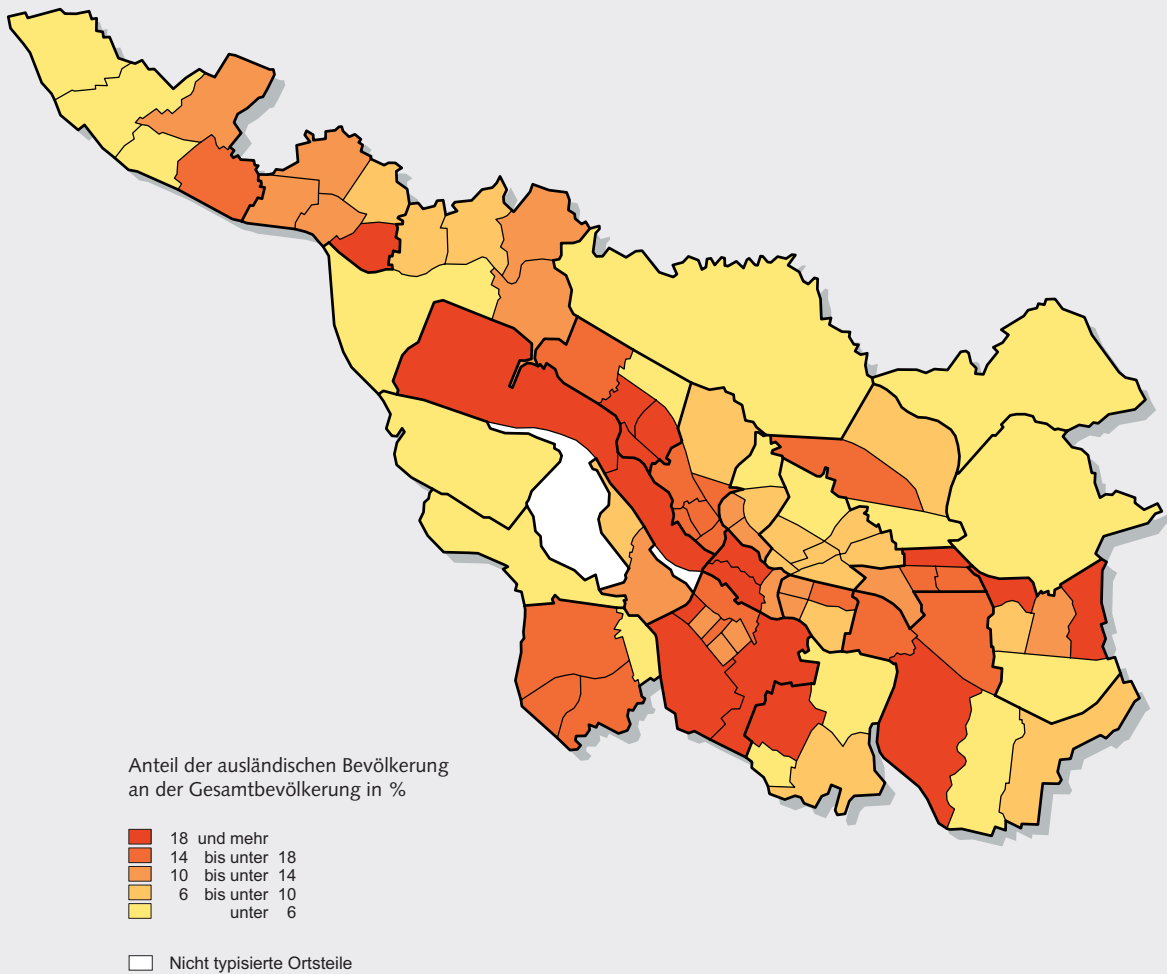 Anteil der ausländischen Bevölkerung
an der Gesamtbevölkerung in %
18 und mehr
14 bis unter 18
10 bis unter 14
6 bis unter 10
unter 6
Nicht typisierte Ortsteile